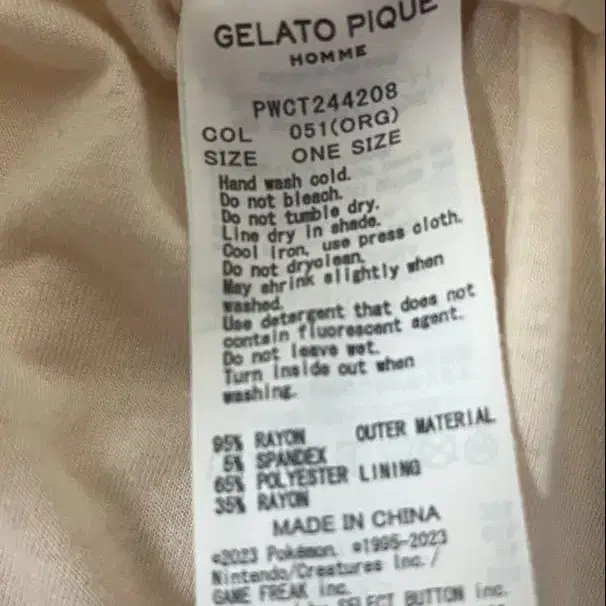 GELATO PIQUE
HOMME
PWCT244208
COL 051(ORG)
SIZE ONE SIZE
Hand wash cold.
Do not bleach.
Do not tumble dry.
Line dry in shade.
Cool iron, use press cloth.
Do not dryclean.
May shrink slightly when
washed.
Use detergent that does not
contain fluorescent agent.
Do not leave wet.
Turn inside out when
washing.
95% RAYON OUTER MATERIAL
5% SPANDEX
65% POLYESTER LINING
35% RAYON
MADE IN CHINA
©2023 Pokémon. ©1995-2023
Nintendo/Creatures Inc./
GAME FREAK inc.
SELECT BUTTON inc.